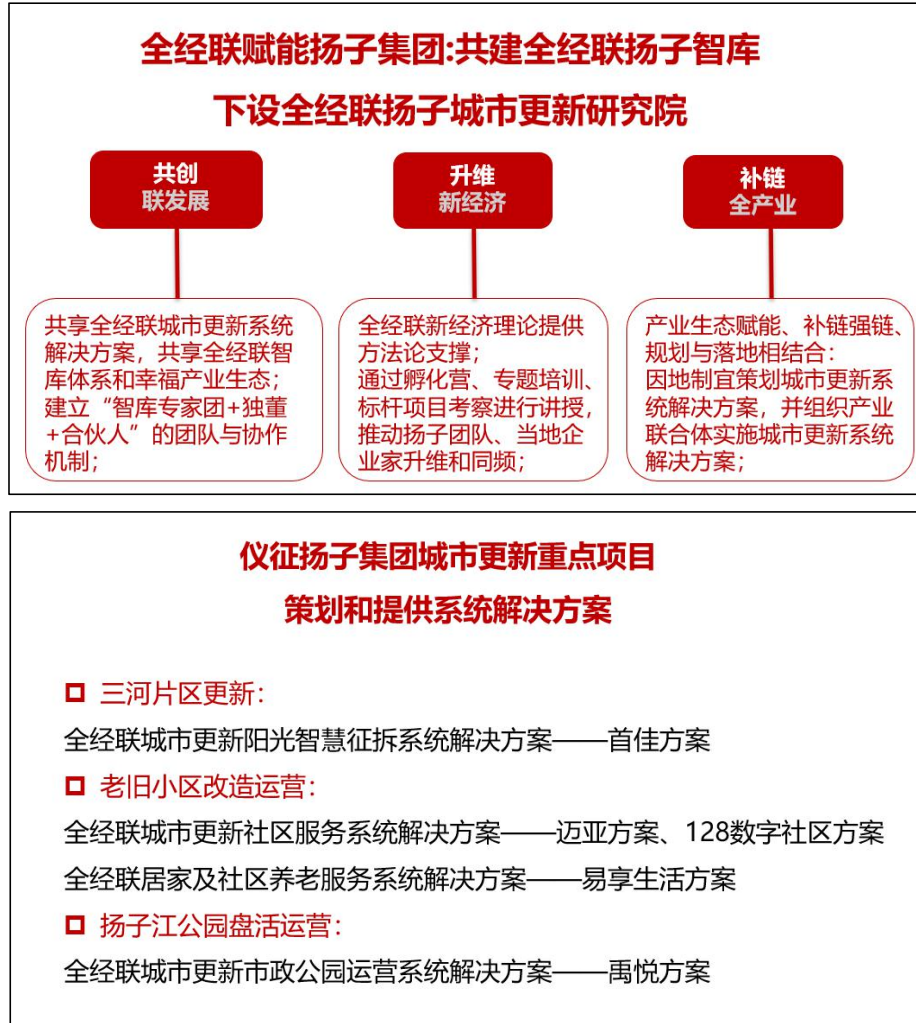 全经联赋能扬子集团:共建全经联扬子智库
下设全经联扬子城市更新研究院
共创
联发展
升维
新经济
补链
全产业
共享全经联城市更新系统
解决方案，共享全经联智
库体系和幸福产业生态；
建立“智库专家团+独董
+合伙人”的团队与协作
机制；
全经联新经济理论提供
方法论支撑；
通过孵化营、专题培训、
标杆项目考察进行讲授，
推动扬子团队、当地企
业家升维和同频；
产业生态赋能、补链强链、
规划与落地相结合：
因地制宜策划城市更新系
统解决方案，并组织产业
联合体实施城市更新系统
解决方案；
仪征扬子集团城市更新重点项目
策划和提供系统解决方案
三河片区更新：
全经联城市更新阳光智慧征拆系统解决方案——首佳方案
老旧小区改造运营：
全经联城市更新社区服务系统解决方案——迈亚方案、128数字社区方案
全经联居家及社区养老服务系统解决方案——易享生活方案
扬子江公园盘活运营：
全经联城市更新市政公园运营系统解决方案——禹悦方案